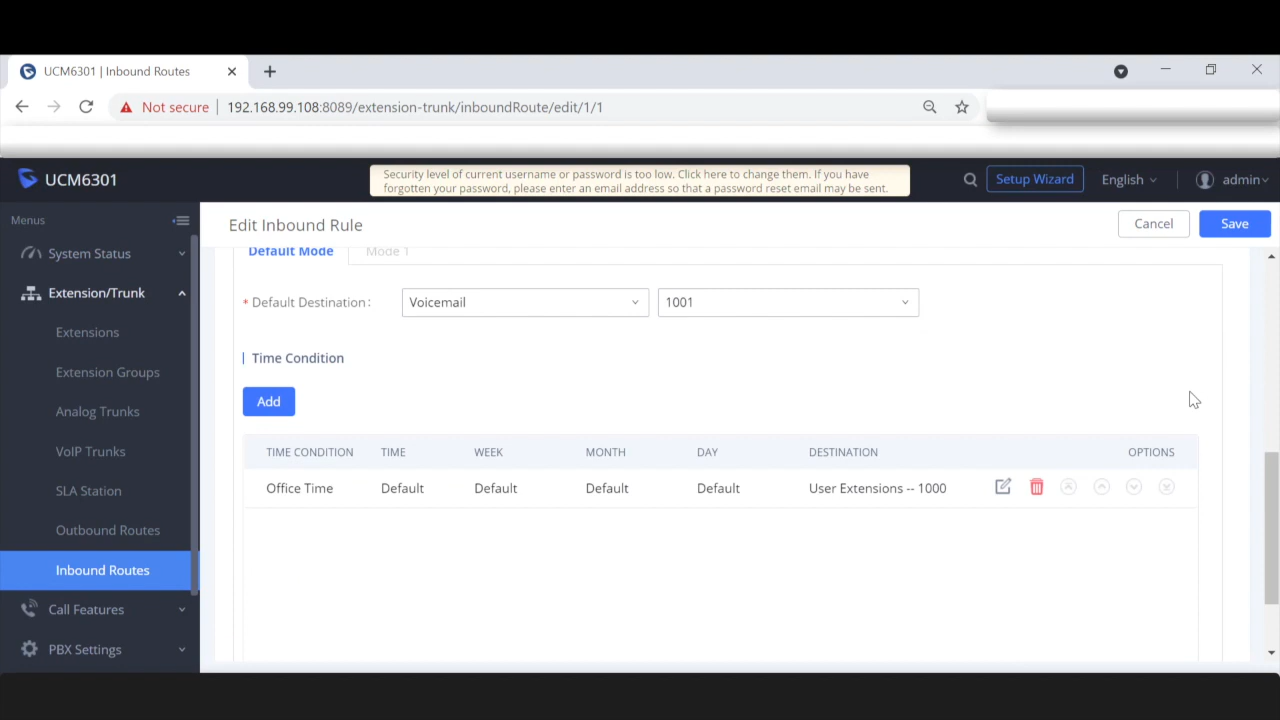 UCM6301 | Inbound Routes
Not secure | 192.168.99.108:8089/extension-trunk/inboundRoute/edit/1/1
UCM6301
Security level of current username or password is too low. Click here to change them. If you have
forgotten your password, please enter an email address so that a password reset email may be sent.
Setup Wizard
English
admin
Menus
Edit Inbound Rule
Cancel
Save
System Status
Extension/Trunk
Extensions
Extension Groups
Analog Trunks
VoIP Trunks
SLA Station
Outbound Routes
Inbound Routes
Call Features
PBX Settings
Default Mode
Mode 1
* Default Destination:
Voicemail
1001
Time Condition
Add
TIME CONDITION TIME WEEK MONTH DAY DESTINATION OPTIONS
Office Time Default Default Default Default User Extensions -- 1000